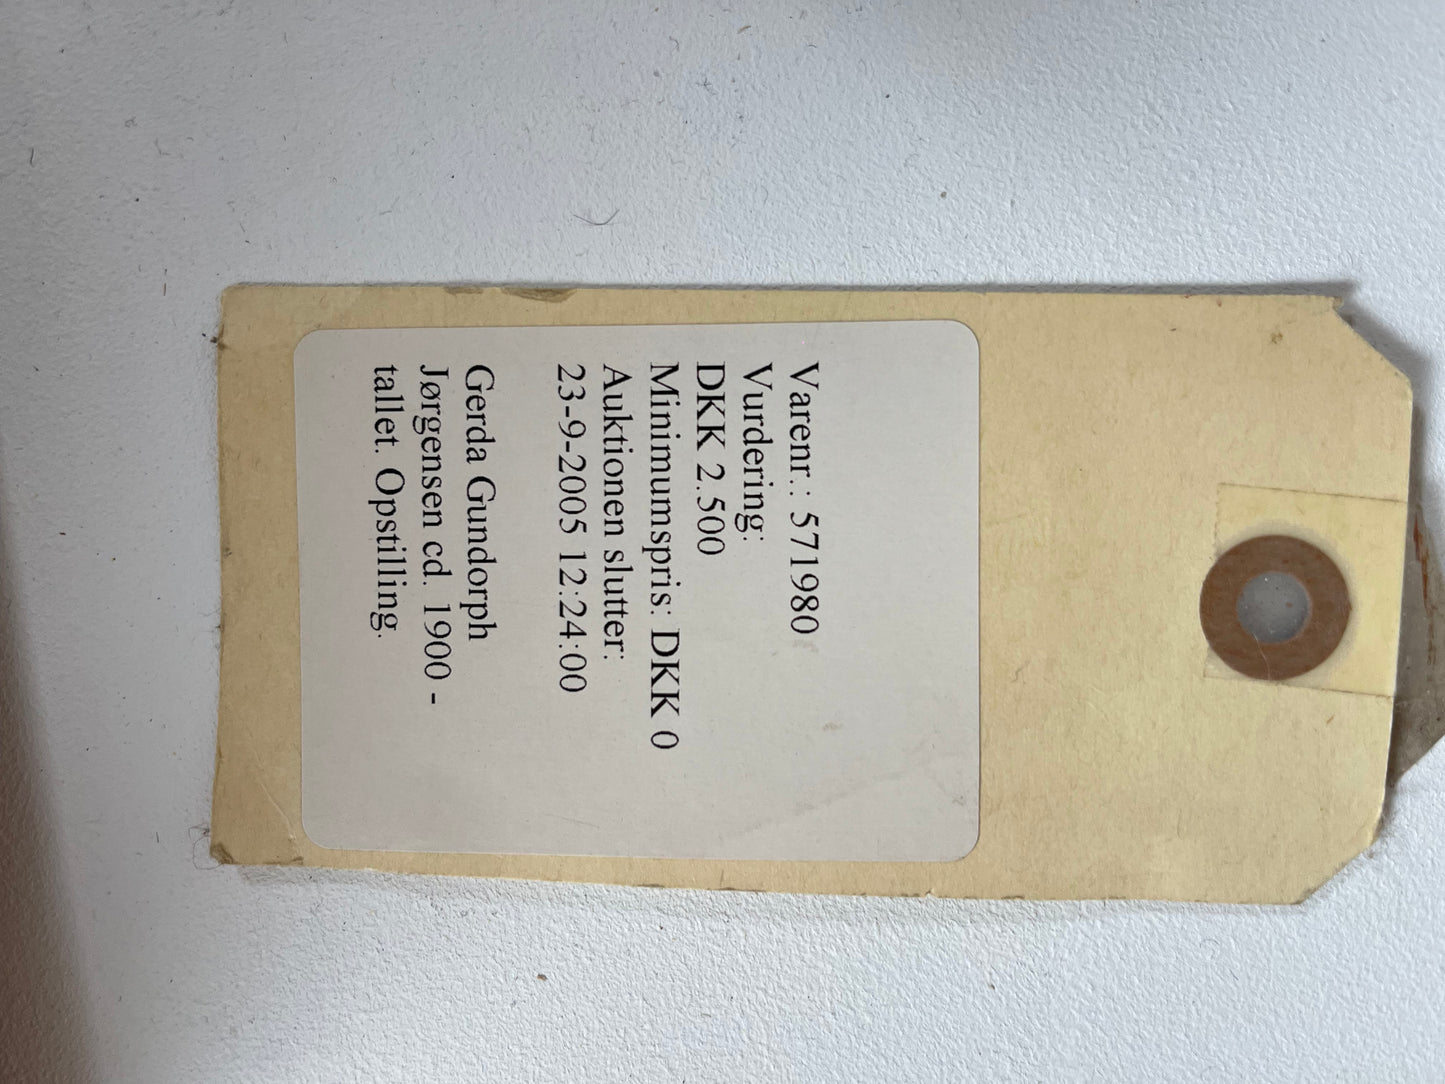 Varenr.: 571980
Vurdering:
DKK 2.500
Minimumspris: DKK 0
Auktionen slutter:
23-9-2005 12:24:00
Gerda Gundorph
Jørgensen cd. 1900 -
tallet. Opstilling.